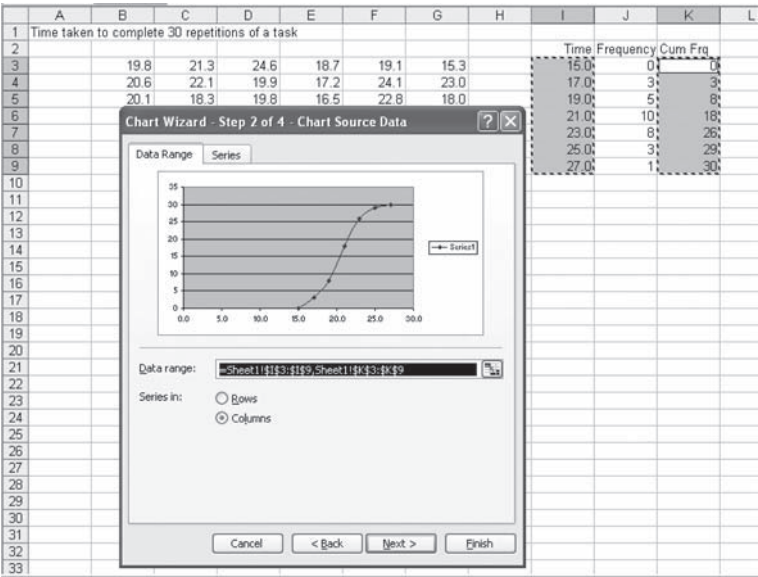 A B C D E F G H I J K L
1 Time taken to complete 30 repetitions of a task
2 Time Frequency Cum Frq
3 19.8 21.3 24.6 18.7 19.1 15.3 15.0 0 0
4 20.6 22.1 19.9 17.2 24.1 23.0 17.0 3 3
5 20.1 18.3 19.8 16.5 22.8 18.0 19.0 5 8
6 21.0 10 18
7 23.0 8 26
8 25.0 3 29
9 27.0 1 30
10
11
12
13
14
15
16
17
18
19
20
21
22
23
24
25
26
27
28
29
30
31
32
33
Chart Wizard - Step 2 of 4 - Chart Source Data
Data Range Series
35
30
25
20
15
10
5
0
0.0 5.0 10.0 15.0 20.0 25.0 30.0
Series1
Data range: =Sheet1!$I$3:$I$9,Sheet1!$K$3:$K$9
Series in: Rows
Columns
Cancel < Back Next > Finish